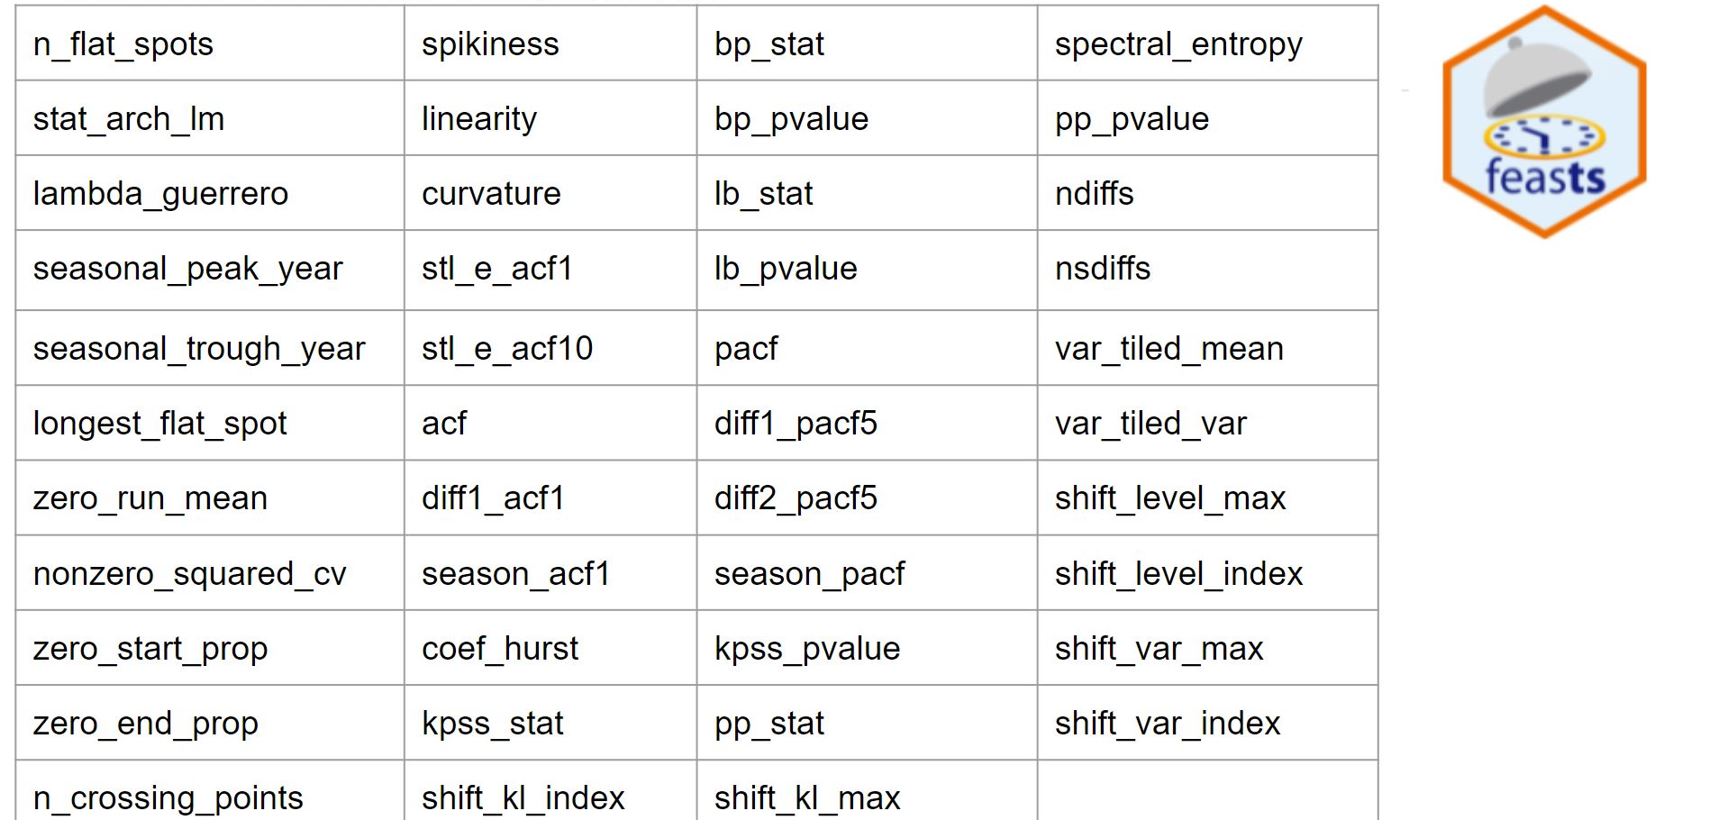 n_flat_spots spikiness bp_stat spectral_entropy
stat_arch_lm linearity bp_pvalue pp_pvalue
lambda_guerrero curvature lb_stat ndiffs
seasonal_peak_year stl_e_acf1 lb_pvalue nsdiffs
seasonal_trough_year stl_e_acf10 pacf var_tiled_mean
longest_flat_spot acf diff1_pacf5 var_tiled_var
zero_run_mean diff1_acf1 diff2_pacf5 shift_level_max
nonzero_squared_cv season_acf1 season_pacf shift_level_index
zero_start_prop coef_hurst kpss_pvalue shift_var_max
zero_end_prop kpss_stat pp_stat shift_var_index
n_crossing_points shift_kl_index shift_kl_max
feasts